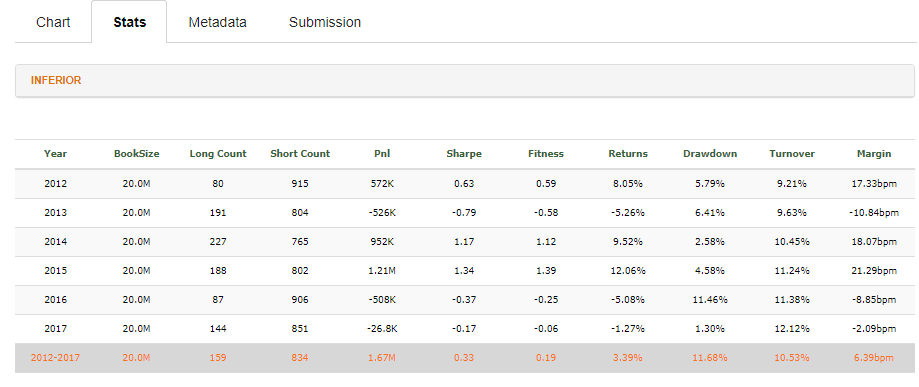 Chart Stats Metadata Submission
INFERIOR
Year BookSize Long Count Short Count Pnl Sharpe Fitness Returns Drawdown Turnover Margin
2012 20.0M 80 915 572K 0.63 0.59 8.05% 5.79% 9.21% 17.33bpm
2013 20.0M 191 804 -526K -0.79 -0.58 -5.26% 6.41% 9.63% -10.84bpm
2014 20.0M 227 765 952K 1.17 1.12 9.52% 2.58% 10.45% 18.07bpm
2015 20.0M 188 802 1.21M 1.34 1.39 12.06% 4.58% 11.24% 21.29bpm
2016 20.0M 87 906 -508K -0.37 -0.25 -5.08% 11.46% 11.38% -8.85bpm
2017 20.0M 144 851 -26.8K -0.17 -0.06 -1.27% 1.30% 12.12% -2.09bpm
2012-2017 20.0M 159 834 1.67M 0.33 0.19 3.39% 11.68% 10.53% 6.39bpm